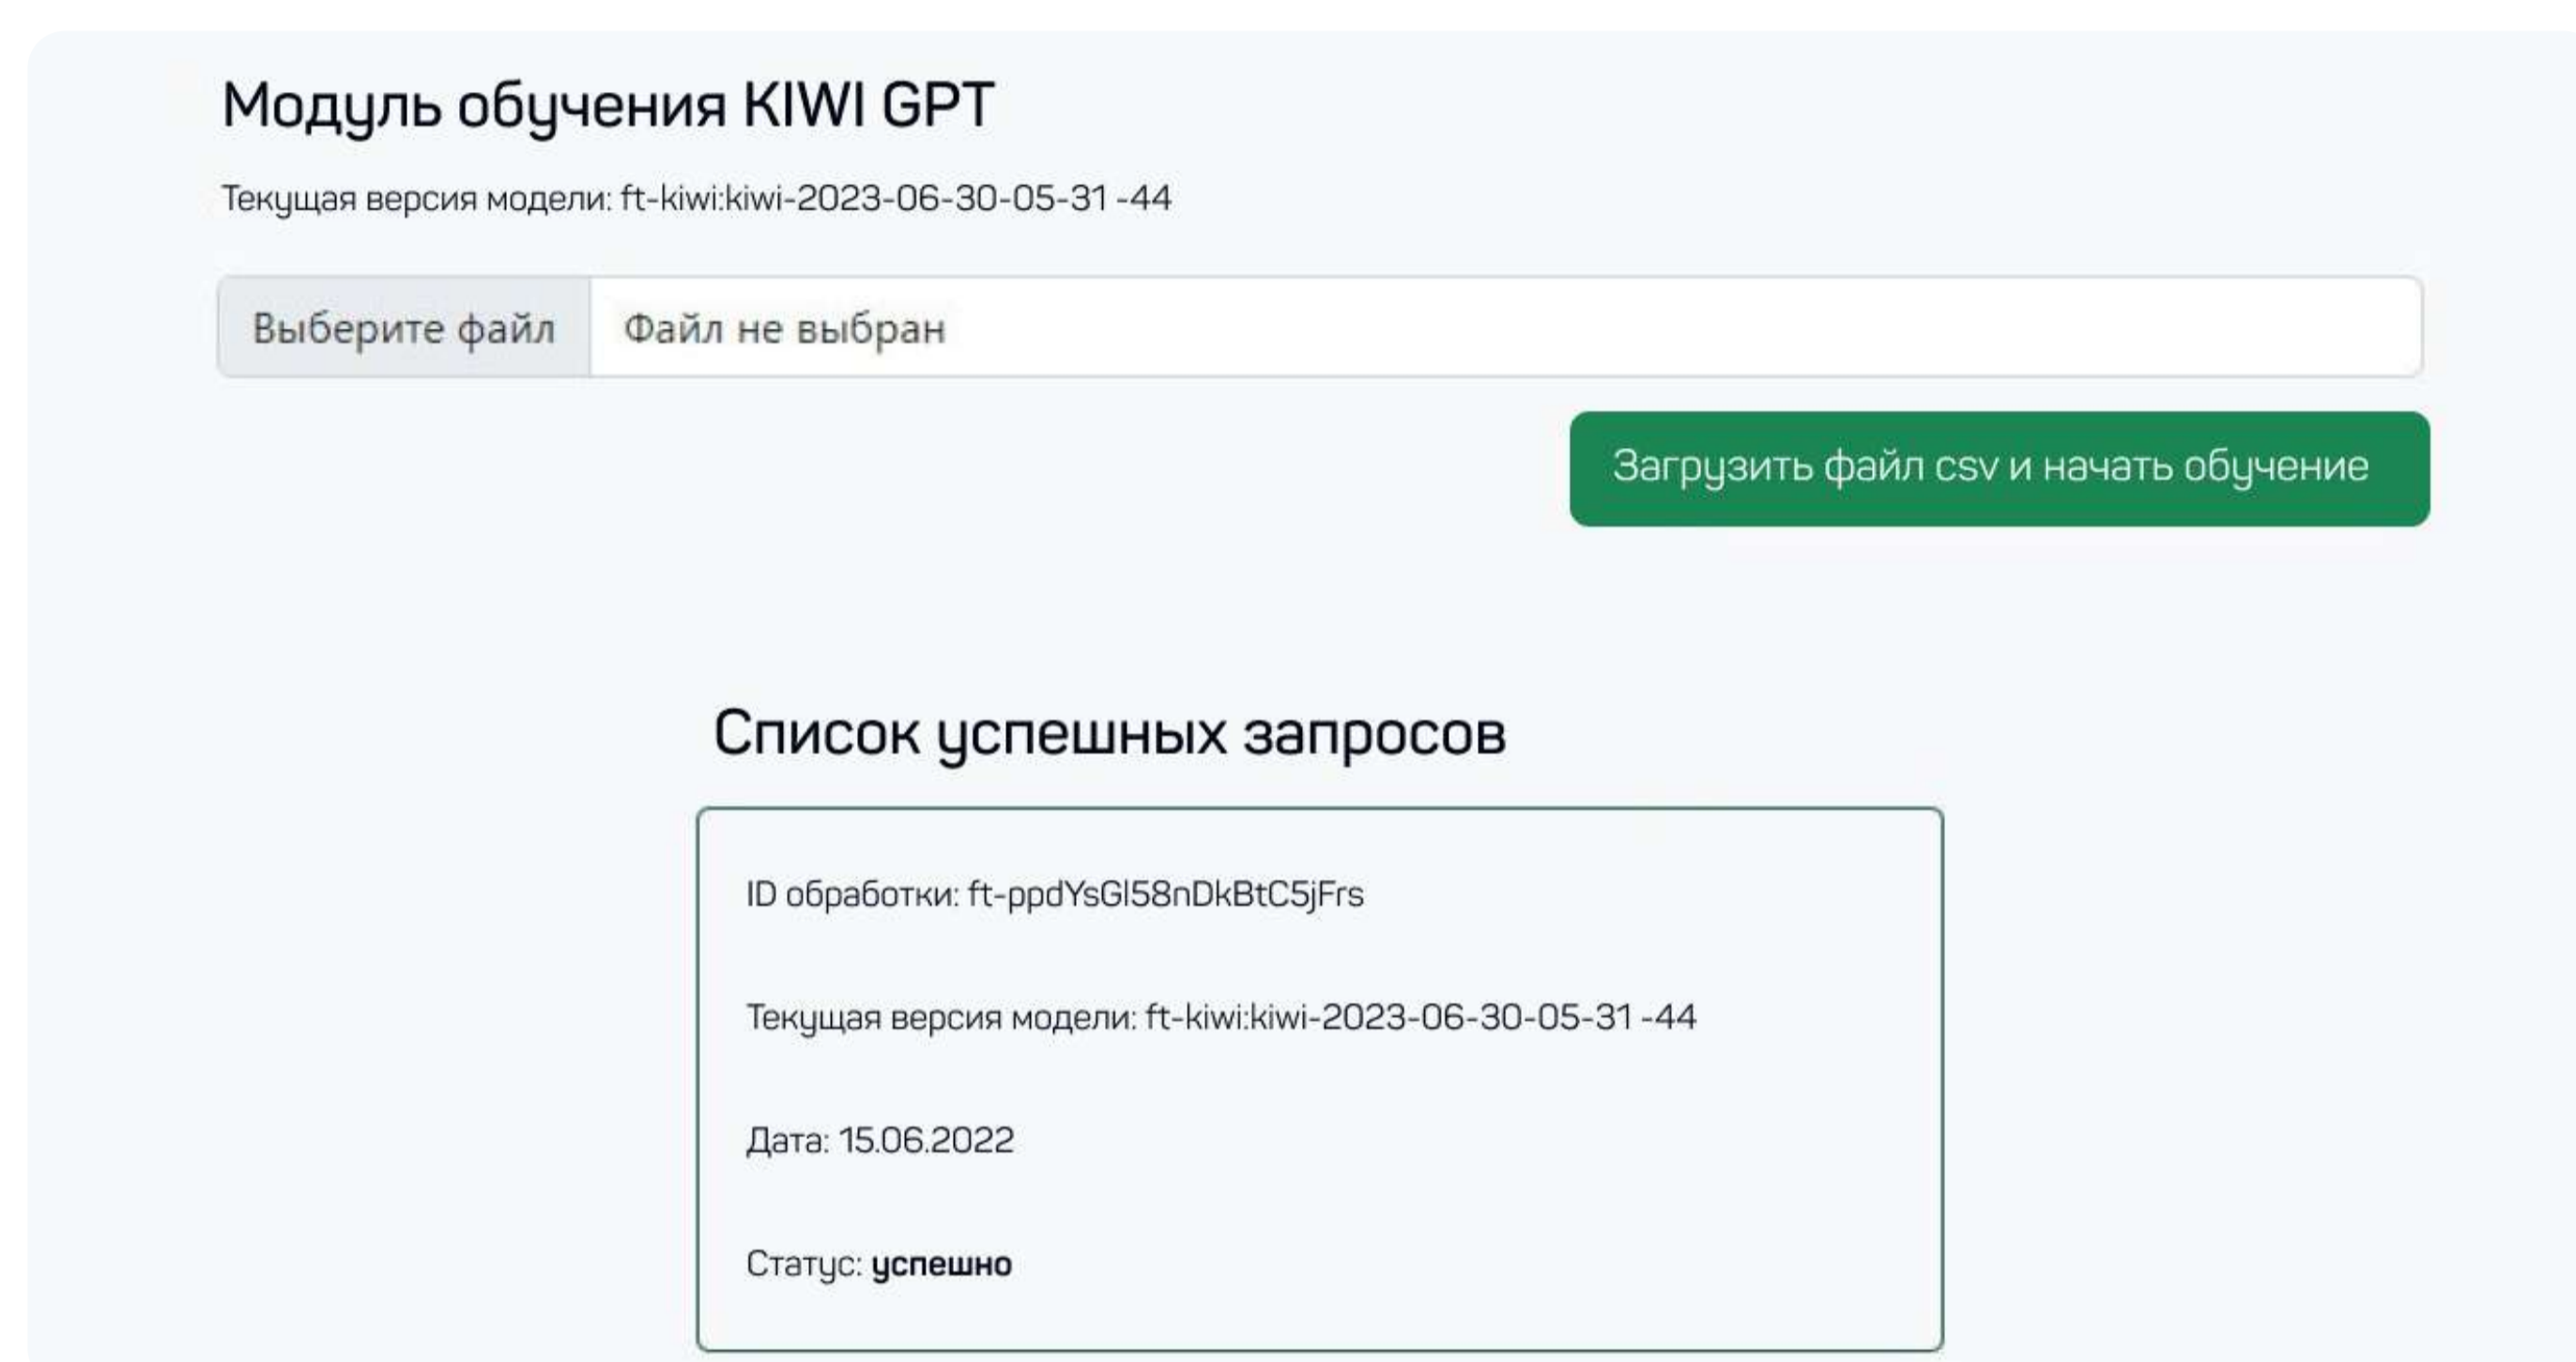 Модуль обучения KIWI GPT
Текущая версия модели: ft-kiwi:kiwi-2023-06-30-05-31 -44
Выберите файл Файл не выбран
Загрузить файл csv и начать обучение
Список успешных запросов
ID обработки: ft-ppdYsGl58nDkBtC5jFrs
Текущая версия модели: ft-kiwi:kiwi-2023-06-30-05-31 -44
Дата: 15.06.2022
Статус: успешно